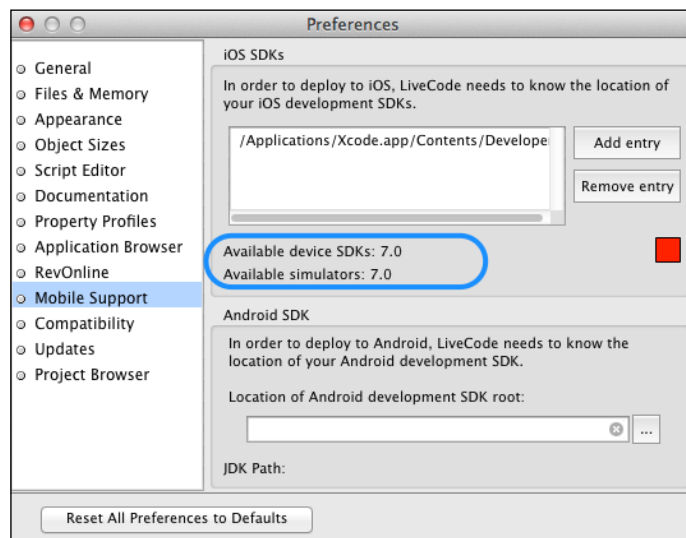 Preferences
General
Files & Memory
Appearance
Object Sizes
Script Editor
Documentation
Property Profiles
Application Browser
RevOnline
Mobile Support
Compatibility
Updates
Project Browser
iOS SDKs
In order to deploy to iOS, LiveCode needs to know the location of
your iOS development SDKs.
/Applications/Xcode.app/Contents/Develope
Add entry
Remove entry
Available device SDKs: 7.0
Available simulators: 7.0
Android SDK
In order to deploy to Android, LiveCode needs to know the
location of your Android development SDK.
Location of Android development SDK root:
...
JDK Path:
Reset All Preferences to Defaults